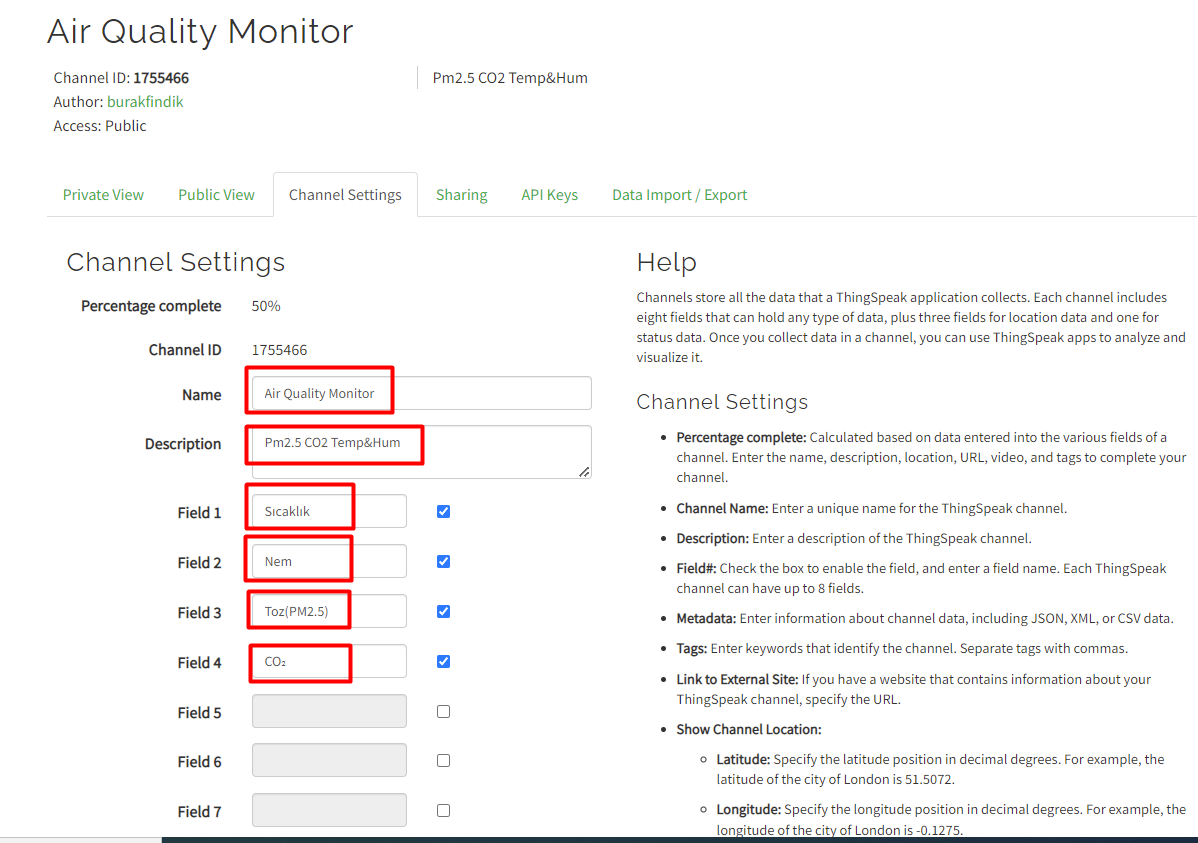 Air Quality Monitor
Channel ID: 1755466
Author: burakfindik
Access: Public
Pm2.5 CO2 Temp&Hum
Private View
Public View
Channel Settings
Sharing
API Keys
Data Import / Export
Channel Settings
Percentage complete
50%
Channel ID
1755466
Name
Air Quality Monitor
Description
Pm2.5 CO2 Temp&Hum
Field 1
Sıcaklık
Field 2
Nem
Field 3
Toz(PM2.5)
Field 4
CO₂
Field 5
Field 6
Field 7
Help
Channels store all the data that a ThingSpeak application collects. Each channel includes
eight fields that can hold any type of data, plus three fields for location data and one for
status data. Once you collect data in a channel, you can use ThingSpeak apps to analyze and
visualize it.
Channel Settings
• Percentage complete: Calculated based on data entered into the various fields of a
channel. Enter the name, description, location, URL, video, and tags to complete your
channel.
• Channel Name: Enter a unique name for the ThingSpeak channel.
• Description: Enter a description of the ThingSpeak channel.
• Field#: Check the box to enable the field, and enter a field name. Each ThingSpeak
channel can have up to 8 fields.
• Metadata: Enter information about channel data, including JSON, XML, or CSV data.
• Tags: Enter keywords that identify the channel. Separate tags with commas.
• Link to External Site: If you have a website that contains information about your
ThingSpeak channel, specify the URL.
• Show Channel Location:
○ Latitude: Specify the latitude position in decimal degrees. For example, the
latitude of the city of London is 51.5072.
○ Longitude: Specify the longitude position in decimal degrees. For example, the
longitude of the city of London is -0.1275.